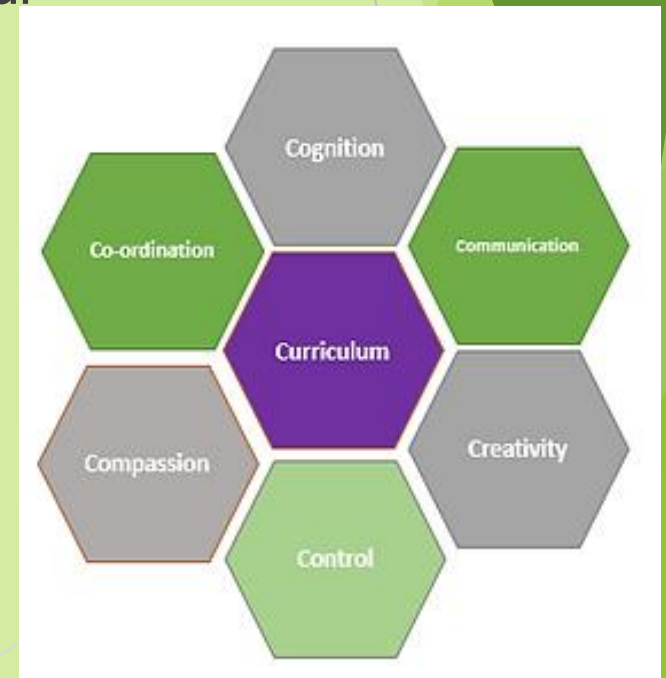 Cognition
Co-ordination
Communication
Curriculum
Compassion
Creativity
Control